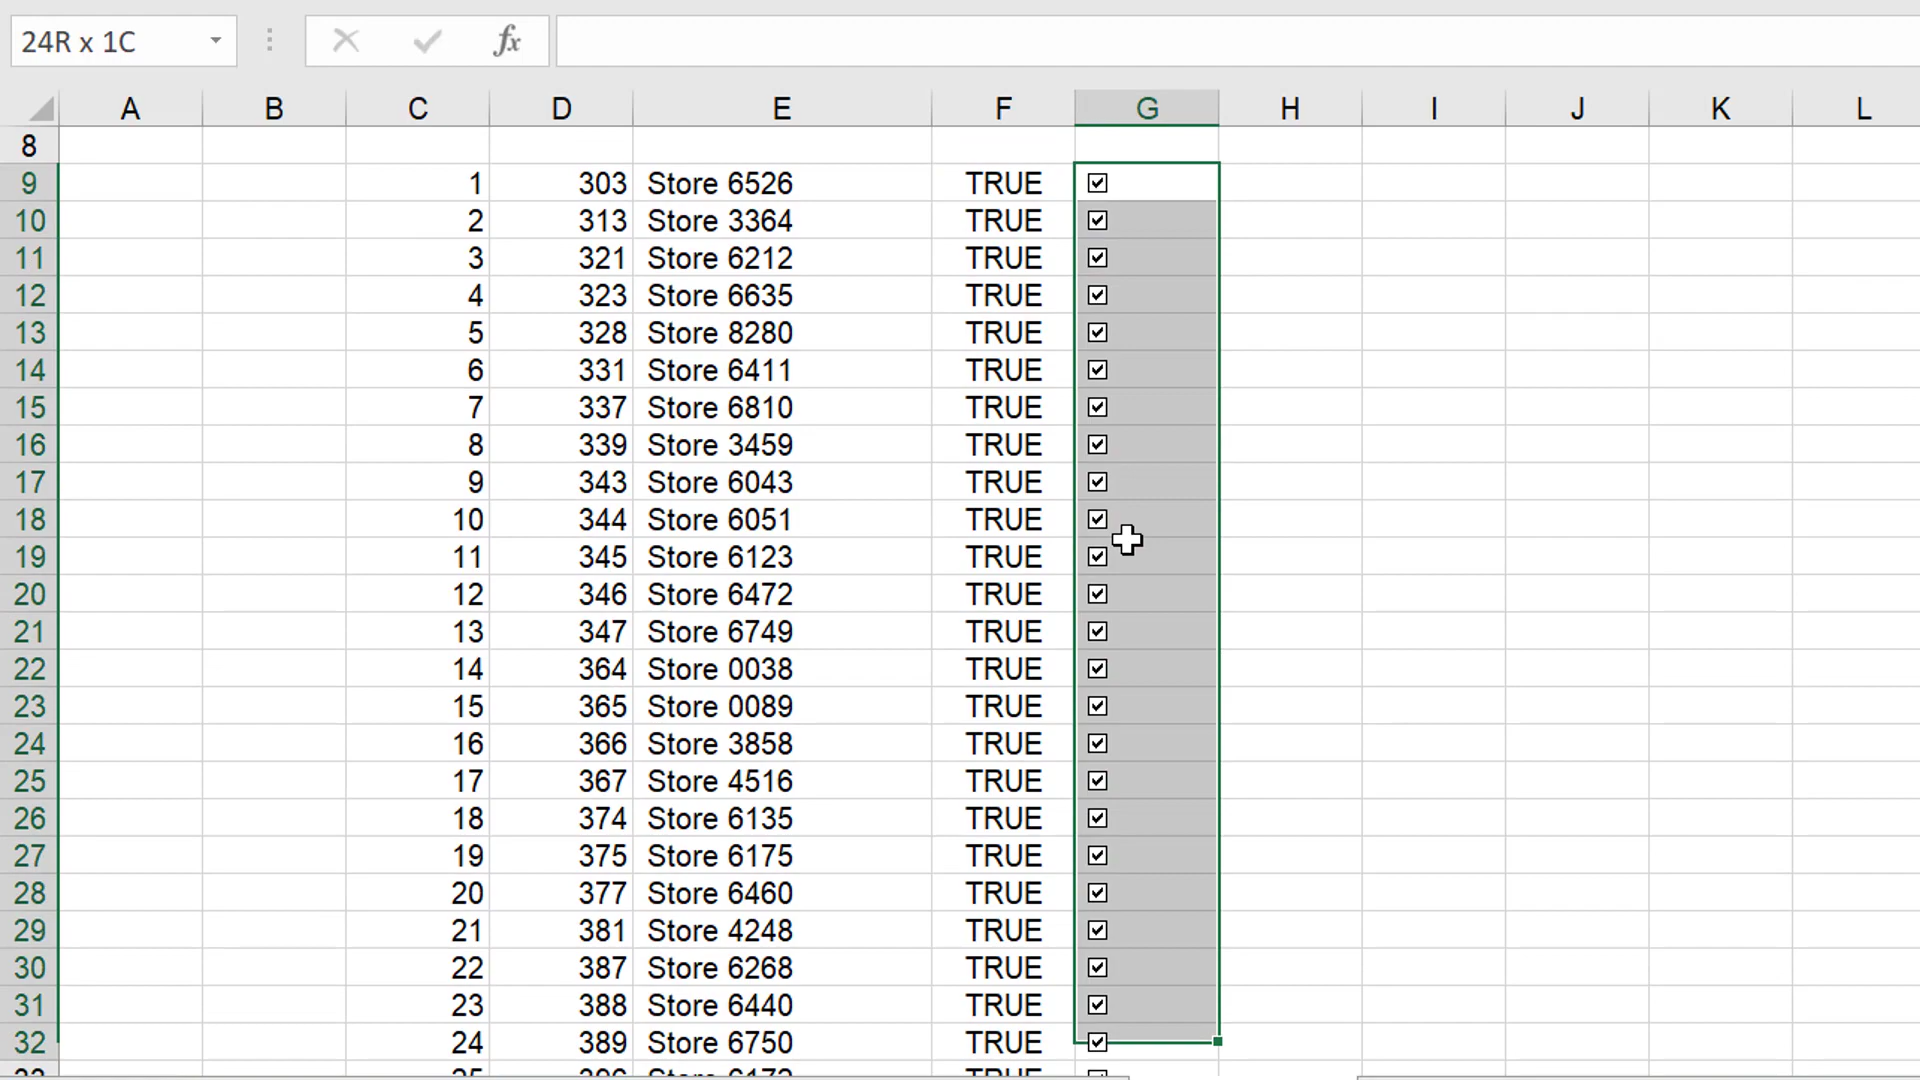 24R x 1C fx
A B C D E F G H I J K L
8
9 1 303 Store 6526 TRUE
10 2 313 Store 3364 TRUE
11 3 321 Store 6212 TRUE
12 4 323 Store 6635 TRUE
13 5 328 Store 8280 TRUE
14 6 331 Store 6411 TRUE
15 7 337 Store 6810 TRUE
16 8 339 Store 3459 TRUE
17 9 343 Store 6043 TRUE
18 10 344 Store 6051 TRUE
19 11 345 Store 6123 TRUE
20 12 346 Store 6472 TRUE
21 13 347 Store 6749 TRUE
22 14 364 Store 0038 TRUE
23 15 365 Store 0089 TRUE
24 16 366 Store 3858 TRUE
25 17 367 Store 4516 TRUE
26 18 374 Store 6135 TRUE
27 19 375 Store 6175 TRUE
28 20 377 Store 6460 TRUE
29 21 381 Store 4248 TRUE
30 22 387 Store 6268 TRUE
31 23 388 Store 6440 TRUE
32 24 389 Store 6750 TRUE